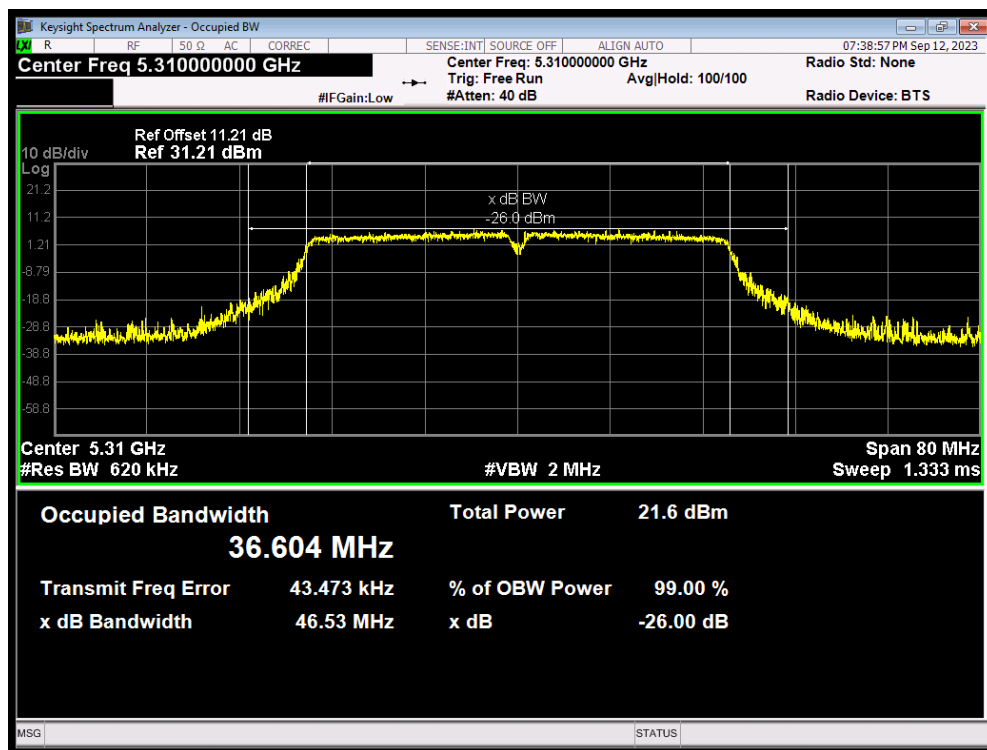 Keysight Spectrum Analyzer - Occupied BW
LXI R RF 50 Ω AC CORREC SENSE:INT SOURCE OFF ALIGN AUTO 07:38:57 PM Sep 12, 2023
Center Freq 5.310000000 GHz Center Freq: 5.310000000 GHz Radio Std: None
Trig: Free Run Avg|Hold: 100/100
#IFGain:Low #Atten: 40 dB Radio Device: BTS
Ref Offset 11.21 dB
10 dB/div Ref 31.21 dBm
Log
21.2
x dB BW
11.2
-26.0 dBm
1.21
-8.79
-18.8
-28.8
-38.8
-48.8
-58.8
Center 5.31 GHz Span 80 MHz
#Res BW 620 kHz #VBW 2 MHz Sweep 1.333 ms
Occupied Bandwidth Total Power 21.6 dBm
36.604 MHz
Transmit Freq Error 43.473 kHz % of OBW Power 99.00 %
x dB Bandwidth 46.53 MHz x dB -26.00 dB
MSG STATUS